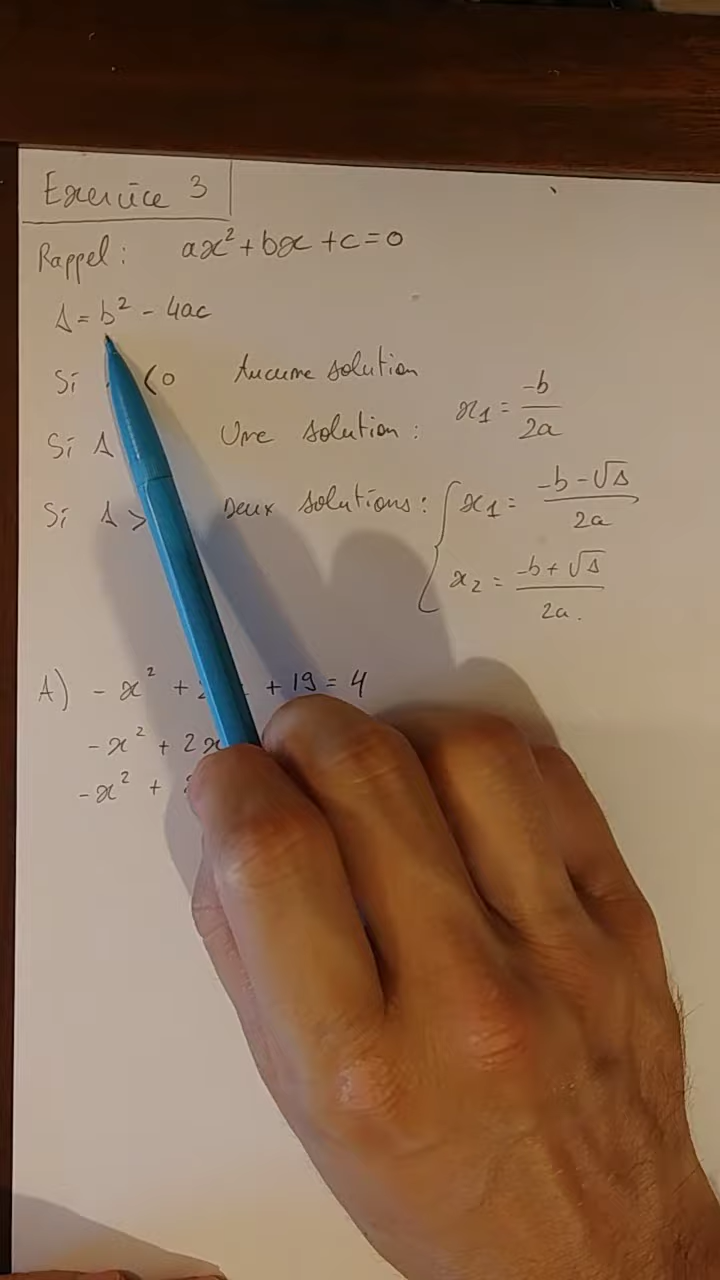 Exercice 3
Rappel : ax² + bx + c = 0
Δ = b² - 4ac
Si < 0 Aucune solution
Si Δ Une solution : x₁ = -b / 2a
Si Δ > Deux solutions : { x₁ = -b - √Δ / 2a
x₂ = -b + √Δ / 2a.
A) - x² + + 19 = 4
- x² + 2x
- x² +